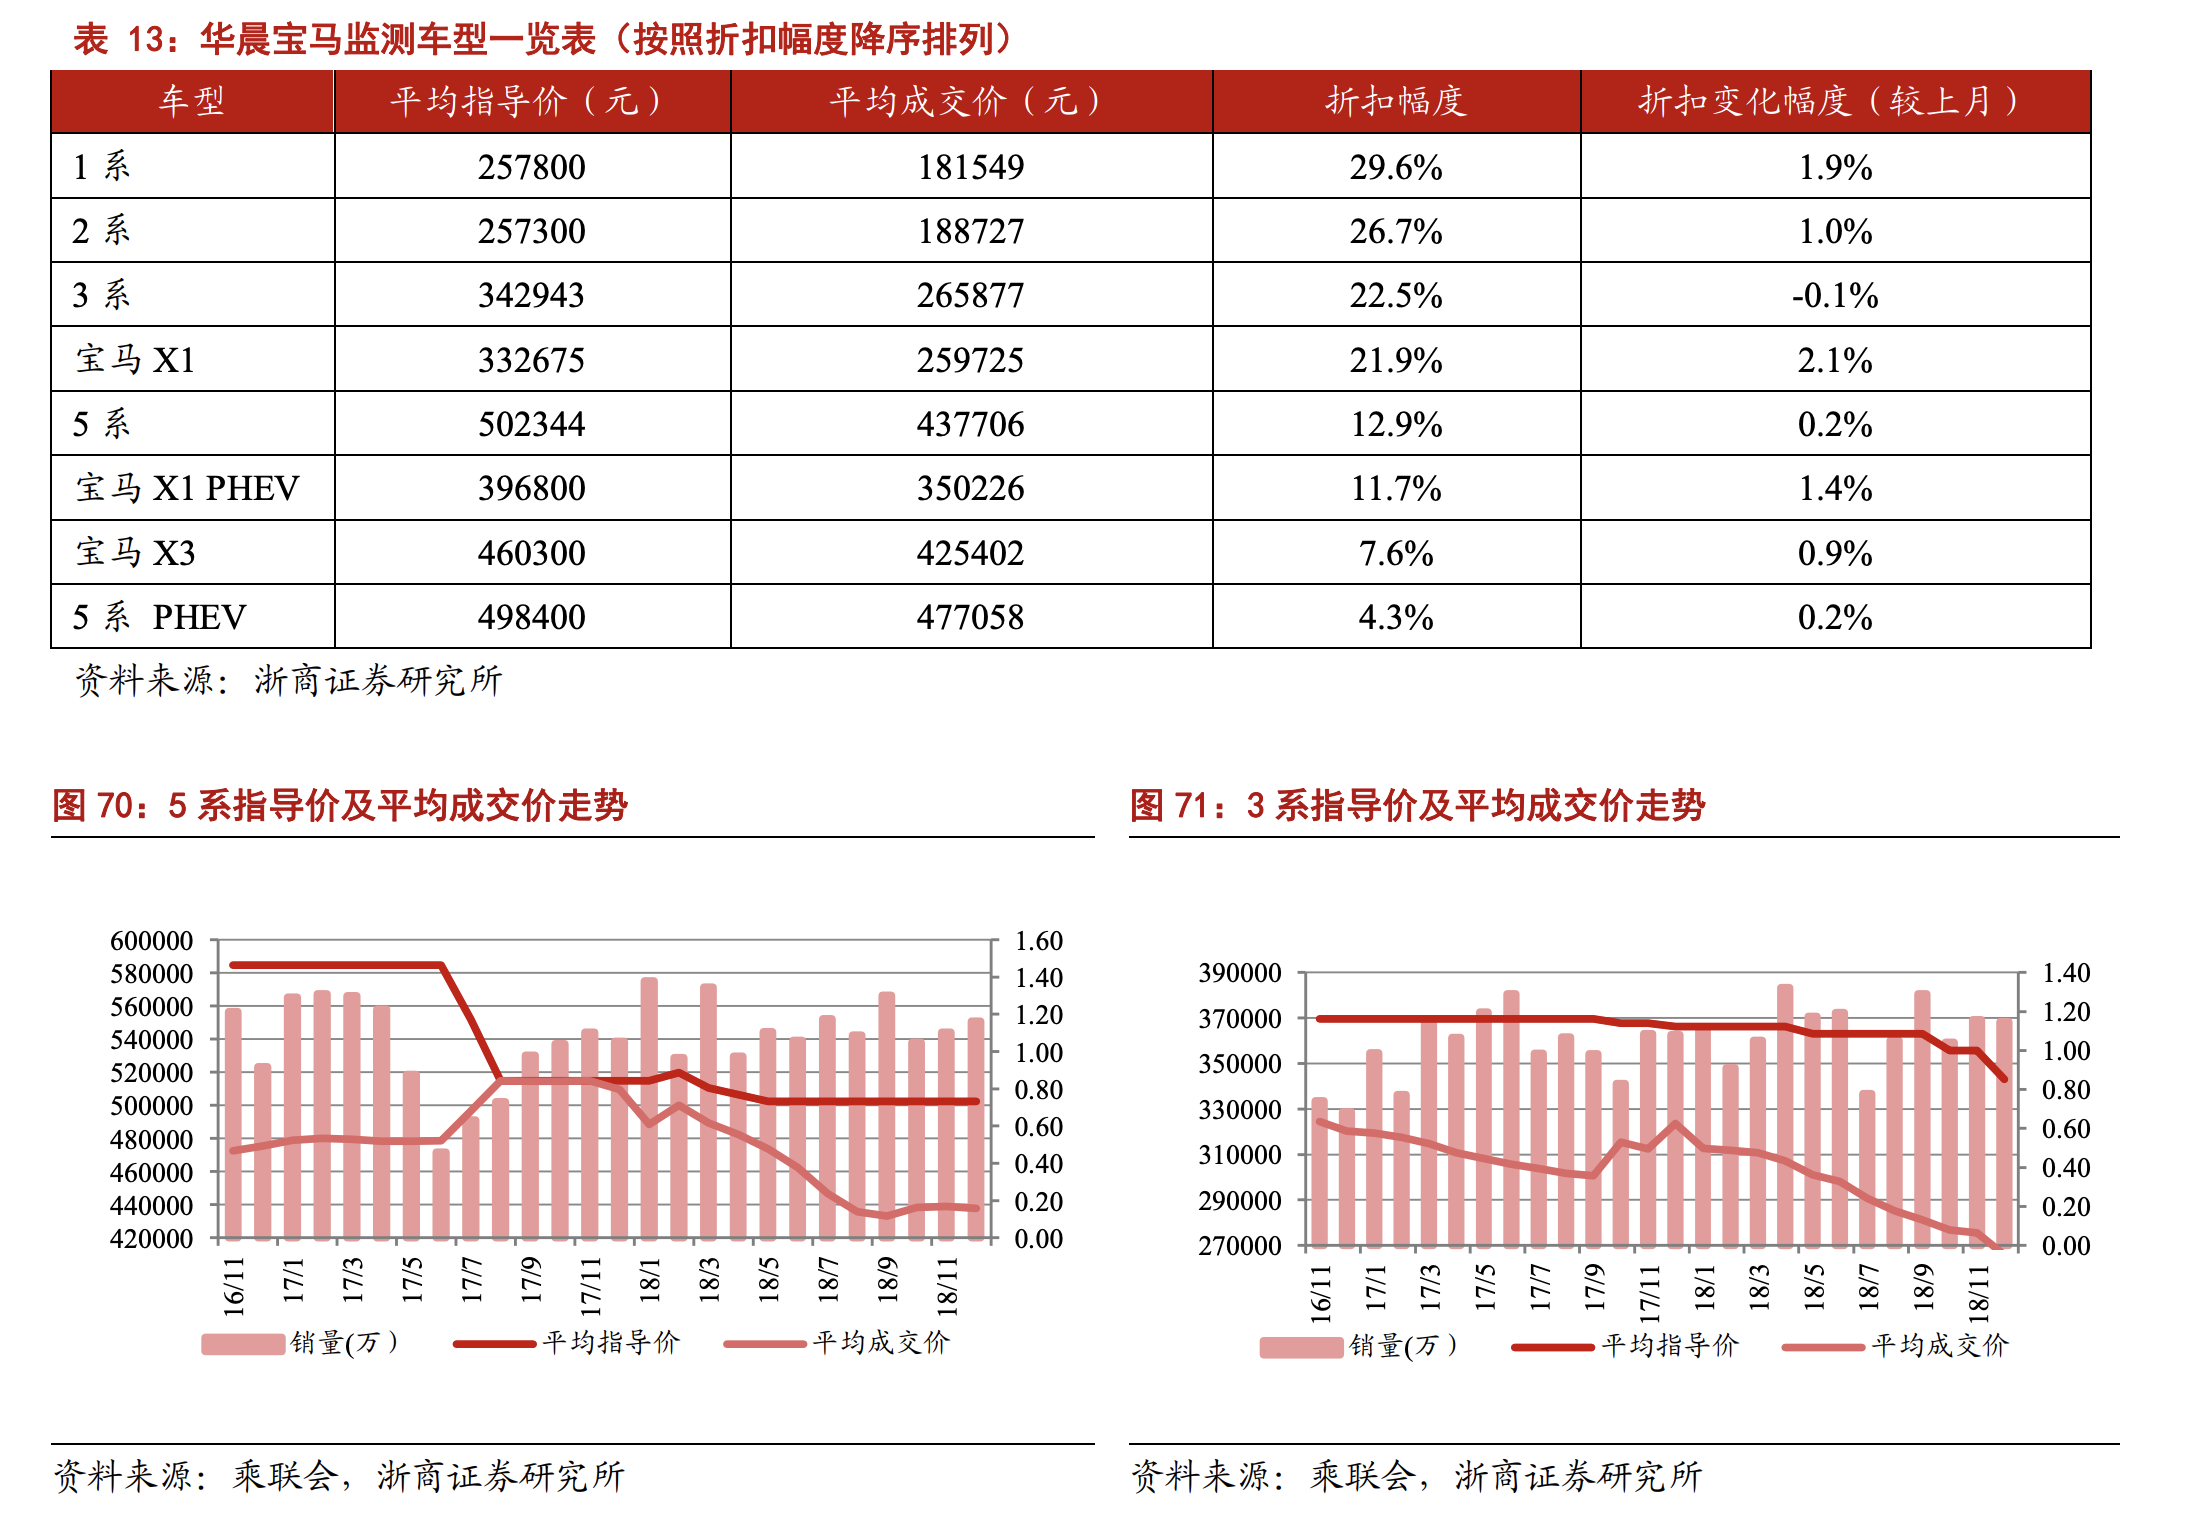 表 13：华晨宝马监测车型一览表（按照折扣幅度降序排列）
车型 平均指导价（元） 平均成交价（元） 折扣幅度 折扣变化幅度（较上月）
1 系 257800 181549 29.6% 1.9%
2 系 257300 188727 26.7% 1.0%
3 系 342943 265877 22.5% -0.1%
宝马 X1 332675 259725 21.9% 2.1%
5 系 502344 437706 12.9% 0.2%
宝马 X1 PHEV 396800 350226 11.7% 1.4%
宝马 X3 460300 425402 7.6% 0.9%
5 系 PHEV 498400 477058 4.3% 0.2%
资料来源：浙商证券研究所
图 70：5 系指导价及平均成交价走势
600000 1.60
580000 1.40
560000 1.20
540000 1.00
520000 0.80
500000 0.60
480000 0.40
460000 0.20
440000 0.00
420000
16/11 17/1 17/3 17/5 17/7 17/9 17/11 18/1 18/3 18/5 18/7 18/9 18/11
销量(万） 平均指导价 平均成交价
资料来源：乘联会，浙商证券研究所
图 71：3 系指导价及平均成交价走势
390000 1.40
370000 1.20
350000 1.00
330000 0.80
310000 0.60
290000 0.40
270000 0.20
0.00
16/11 17/1 17/3 17/5 17/7 17/9 17/11 18/1 18/3 18/5 18/7 18/9 18/11
销量(万） 平均指导价 平均成交价
资料来源：乘联会，浙商证券研究所